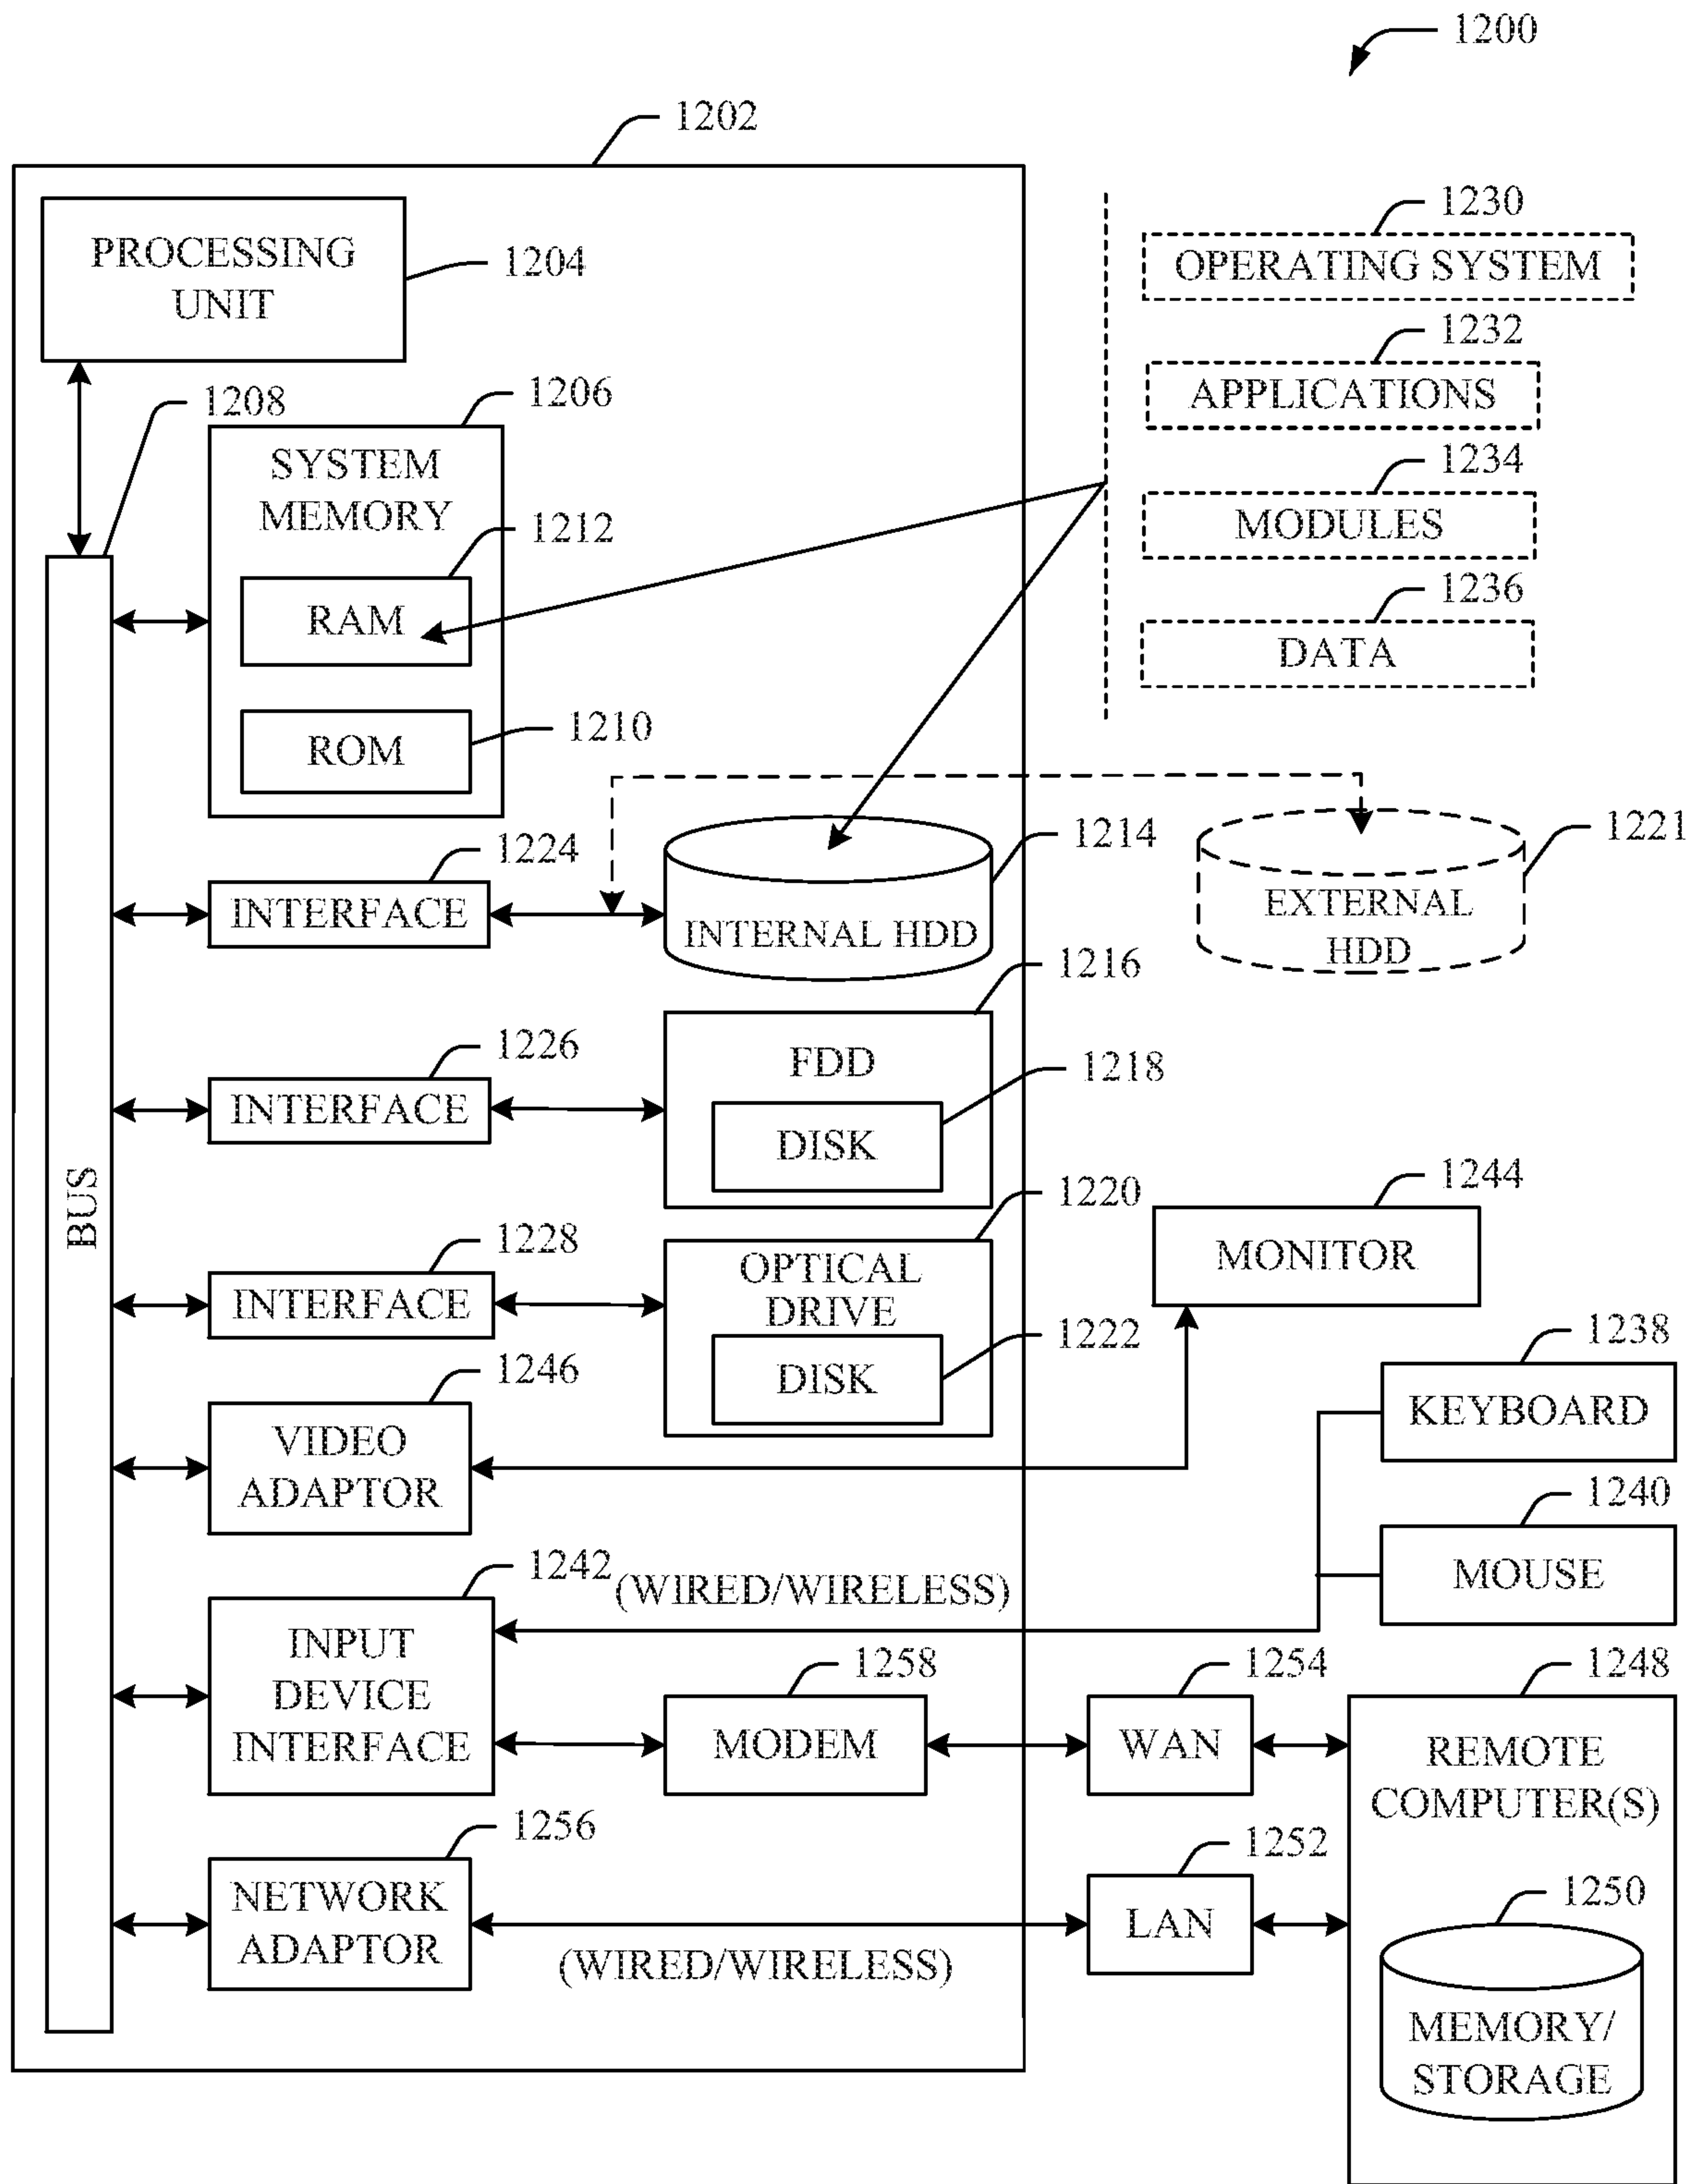 1200
1202
PROCESSING
UNIT
1204
1230
OPERATING SYSTEM
1232
APPLICATIONS
1234
MODULES
1236
DATA
1208
1206
SYSTEM
MEMORY
1212
RAM
1210
ROM
1224
INTERFACE
1214
INTERNAL HDD
1221
EXTERNAL
HDD
1216
1226
INTERFACE
FDD
1218
DISK
BUS
1220
1228
INTERFACE
OPTICAL
DRIVE
1222
DISK
1244
MONITOR
1238
KEYBOARD
1246
VIDEO
ADAPTOR
1240
MOUSE
1242
(WIRED/WIRELESS)
INPUT
DEVICE
INTERFACE
1258
MODEM
1254
WAN
1248
REMOTE
COMPUTER(S)
1256
NETWORK
ADAPTOR
(WIRED/WIRELESS)
1252
LAN
1250
MEMORY/
STORAGE